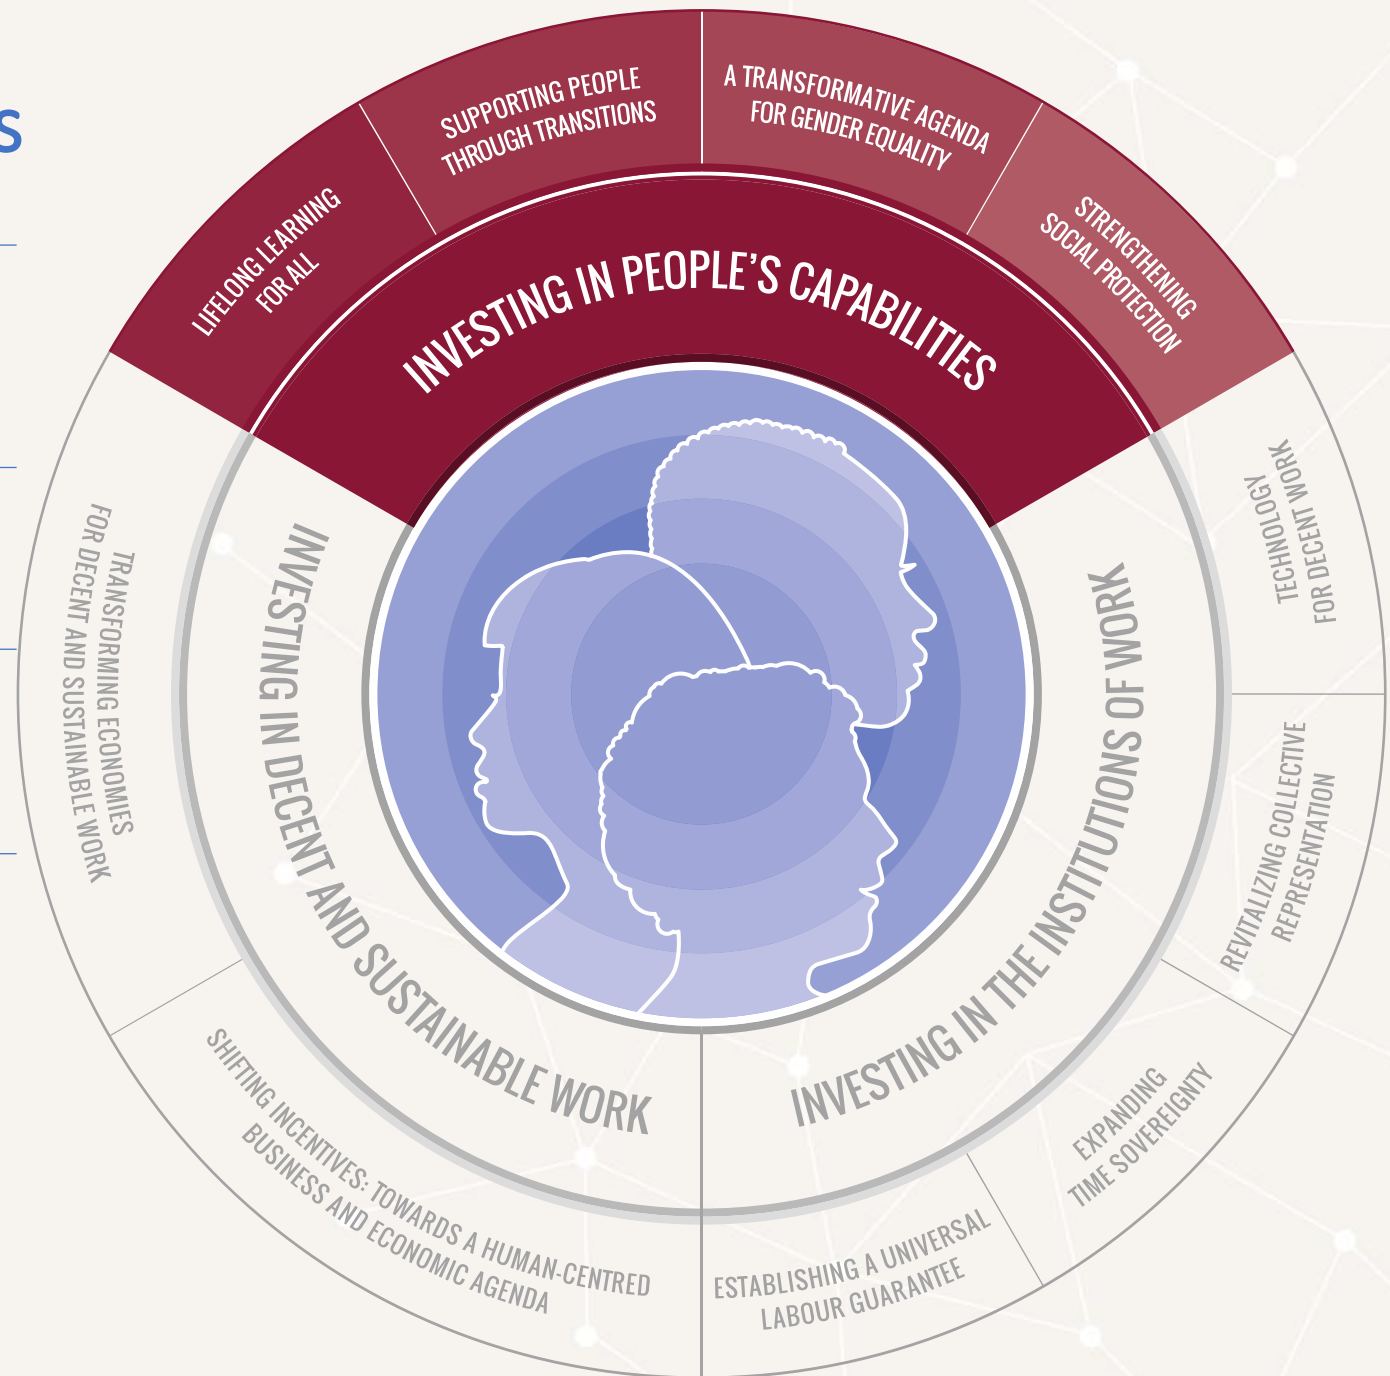 S
SUPPORTING PEOPLE
THROUGH TRANSITIONS
A TRANSFORMATIVE AGENDA
FOR GENDER EQUALITY
LIFELONG LEARNING
FOR ALL
STRENGTHENING
SOCIAL PROTECTION
INVESTING IN PEOPLE’S CAPABILITIES
TECHNOLOGY
FOR DECENT WORK
REVITALIZING COLLECTIVE
REPRESENTATION
EXPANDING
TIME SOVEREIGNTY
ESTABLISHING A UNIVERSAL
LABOUR GUARANTEE
INVESTING IN THE INSTITUTIONS OF WORK
TRANSFORMING ECONOMIES
FOR DECENT AND SUSTAINABLE WORK
SHIFTING INCENTIVES: TOWARDS A HUMAN-CENTRED
BUSINESS AND ECONOMIC AGENDA
INVESTING IN DECENT AND SUSTAINABLE WORK